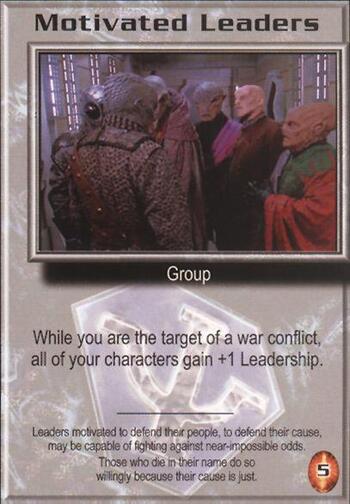 Motivated Leaders
Group
While you are the target of a war conflict,
all of your characters gain +1 Leadership.
Leaders motivated to defend their people, to defend their cause,
may be capable of fighting against near-impossible odds.
Those who die in their name do so
willingly because their cause is just.
5